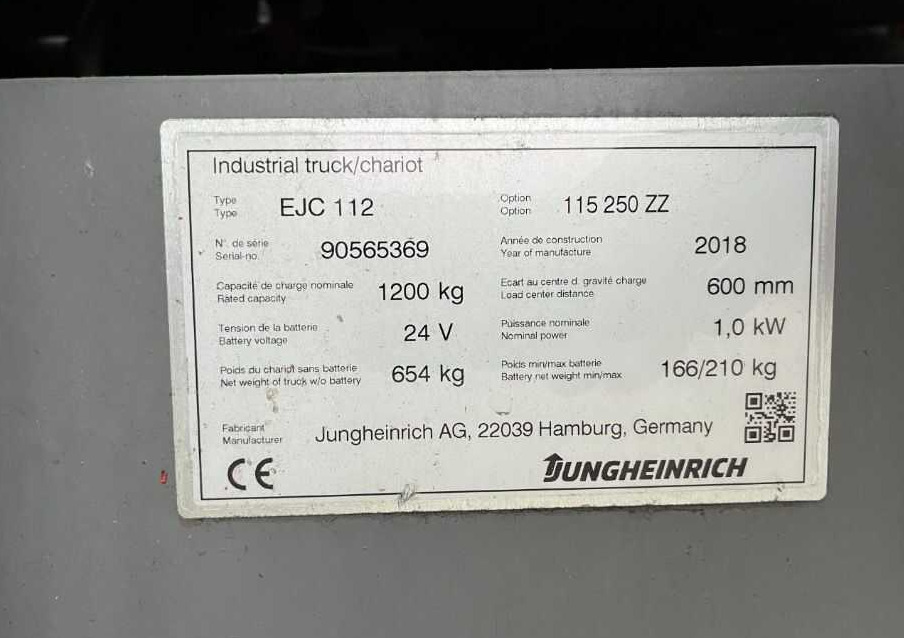 Industrial truck/chariot
Type
Type
EJC 112
Option
Option
115 250 ZZ
N°. de série
Serial-no.
90565369
Année de construction
Year of manufacture
2018
Capacité de charge nominale
Rated capacity
1200 kg
Ecart au centre d. gravité charge
Load center distance
600 mm
Tension de la batterie
Battery voltage
24 V
Puissance nominale
Nominal power
1,0 kW
Poids du chariot sans batterie
Net weight of truck w/o battery
654 kg
Poids min/max batterie
Battery net weight min/max
166/210 kg
Fabricant
Manufacturer
Jungheinrich AG, 22039 Hamburg, Germany
CE
JUNGHEINRICH